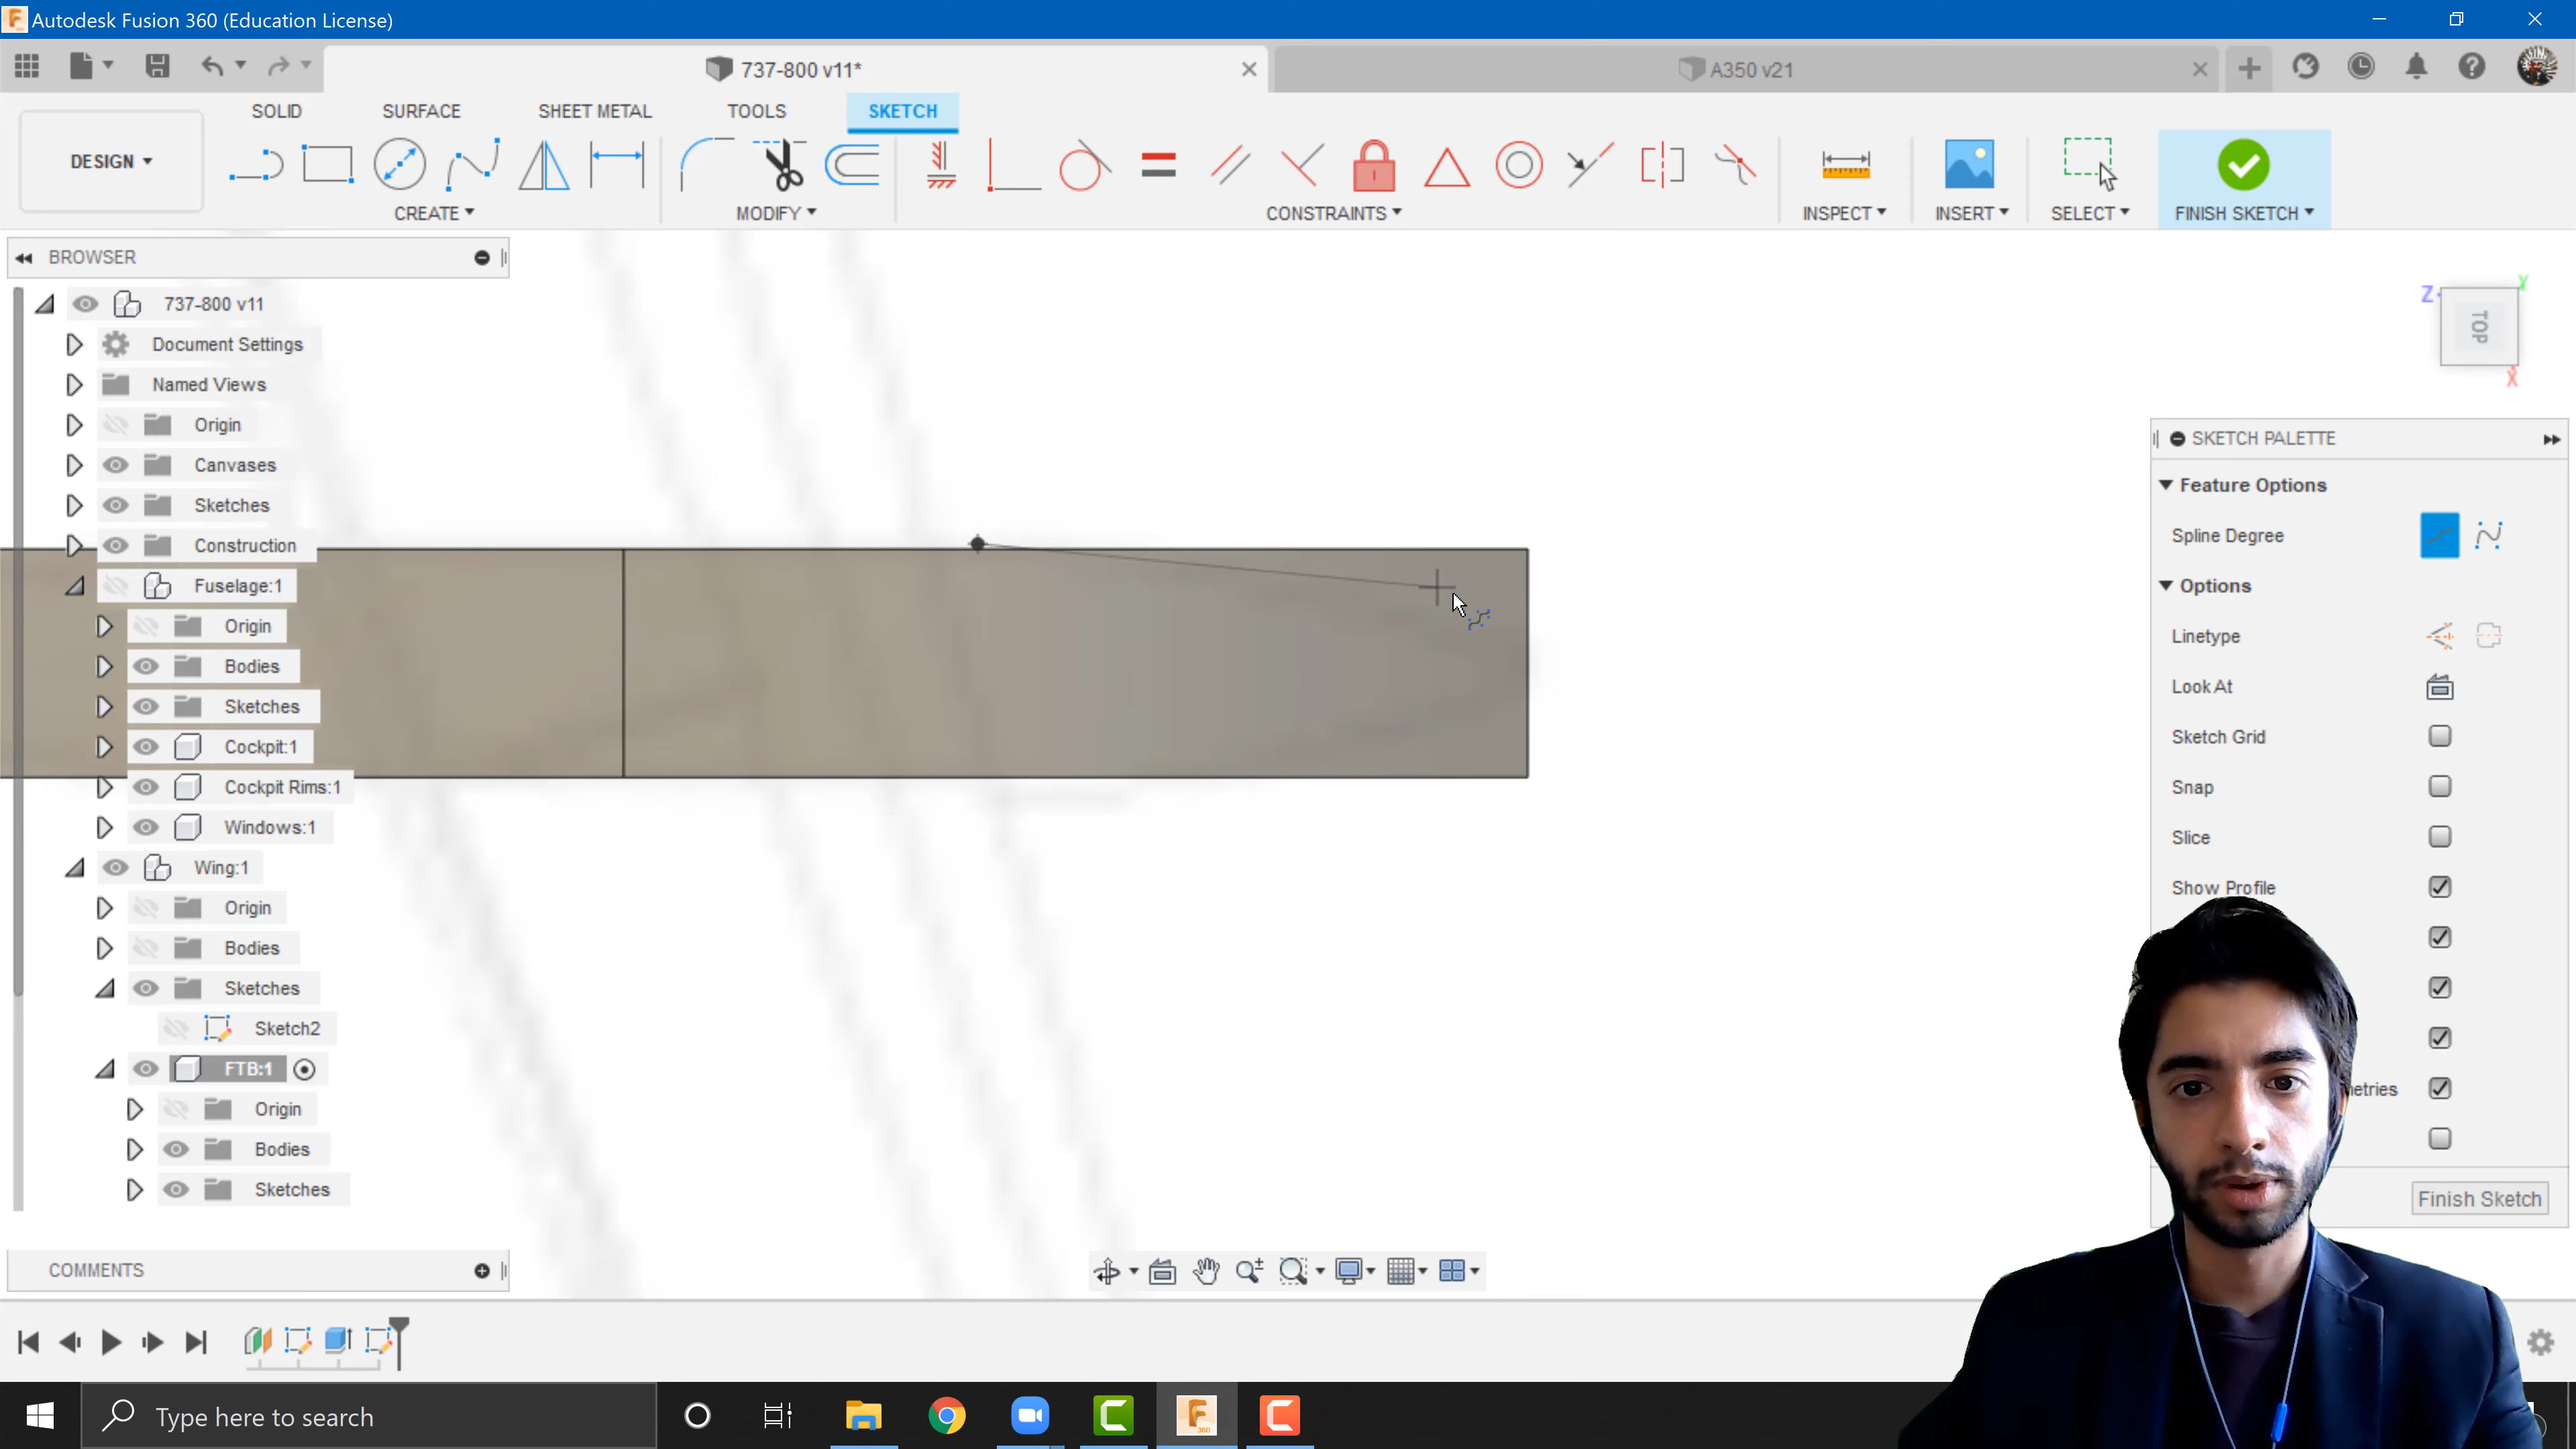 Autodesk Fusion 360 (Education License)
737-800 v11*
A350 v21
DESIGN
SOLID
SURFACE
SHEET METAL
TOOLS
SKETCH
CREATE
MODIFY
CONSTRAINTS
INSPECT
INSERT
SELECT
FINISH SKETCH
BROWSER
737-800 v11
Document Settings
Named Views
Origin
Canvases
Sketches
Construction
Fuselage:1
Origin
Bodies
Sketches
Cockpit:1
Cockpit Rims:1
Windows:1
Wing:1
Origin
Bodies
Sketches
Sketch2
FTB:1
Origin
Bodies
Sketches
Z
Y
TOP
X
SKETCH PALETTE
Feature Options
Spline Degree
Options
Linetype
Look At
Sketch Grid
Snap
Slice
Show Profile
etries
Finish Sketch
COMMENTS
Type here to search